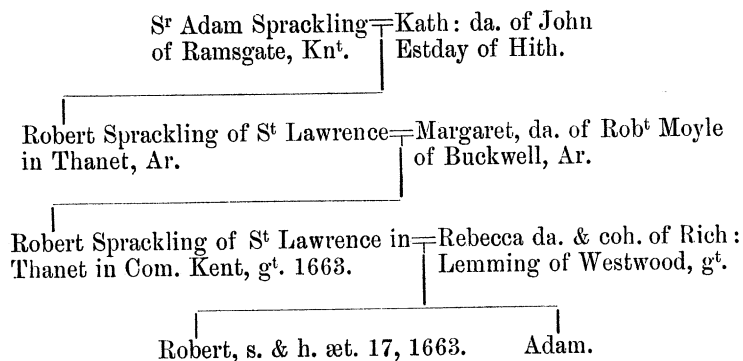 Sʳ Adam Sprackling Kath: da. of John
of Ramsgate, Knᵗ. Estday of Hith.
Robert Sprackling of Sᵗ Lawrence Margaret, da. of Robᵗ Moyle
in Thanet, Ar. of Buckwell, Ar.
Robert Sprackling of Sᵗ Lawrence in Rebecca da. & coh. of Rich:
Thanet in Com. Kent, gᵗ. 1663. Lemming of Westwood, gᵗ.
Robert, s. & h. æt. 17, 1663. Adam.